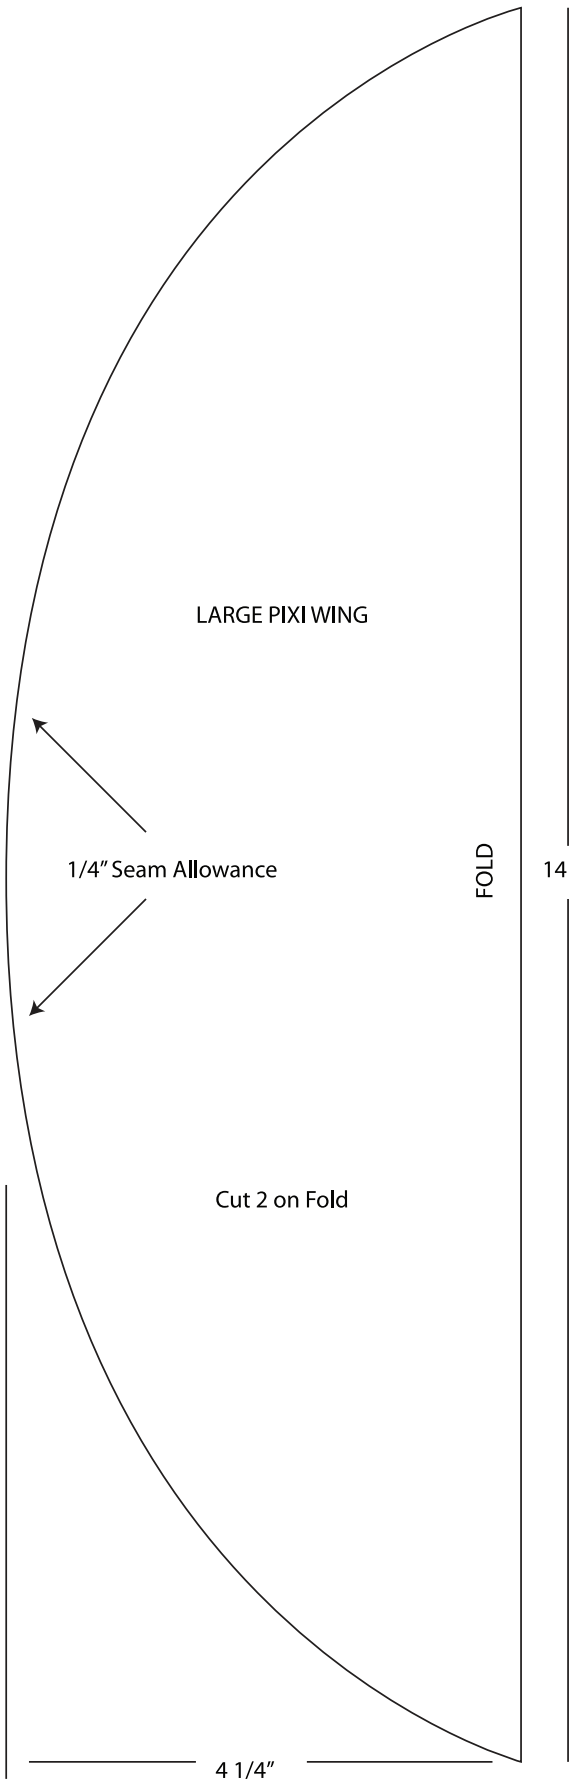 LARGE PIXI WING
1/4" Seam Allowance
FOLD
14
Cut 2 on Fold
4 1/4"